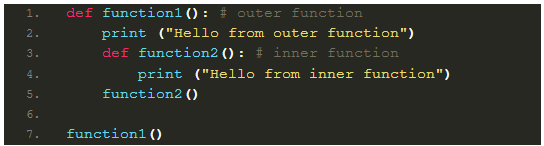 1. def function1(): # outer function
2.     print ("Hello from outer function")
3.     def function2(): # inner function
4.         print ("Hello from inner function")
5.     function2()
6.
7. function1()